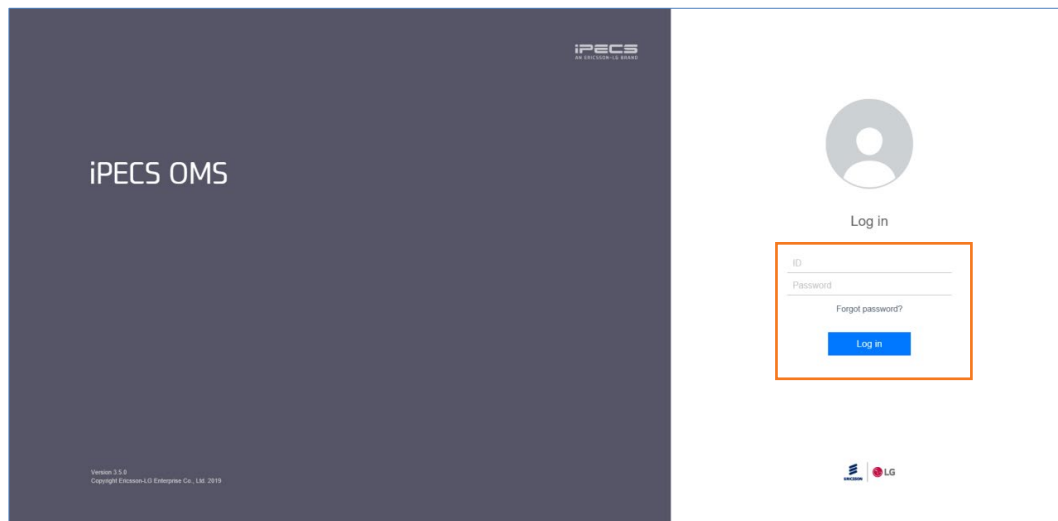 iPECS
AN ERICSSON-LG BRAND
iPECS OMS
Version 3.5.0
Copyright Ericsson-LG Enterprise Co., Ltd. 2019
Log in
ID
Password
Forgot password?
Log in
ERICSSON
LG